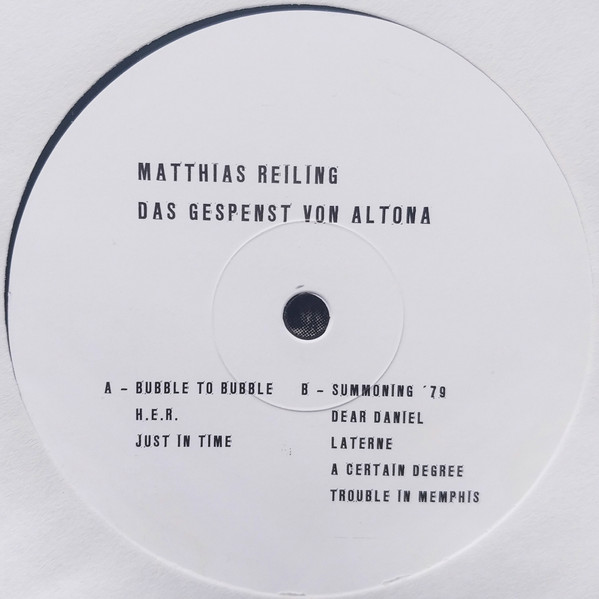 MATTHIAS REILING
DAS GESPENST VON ALTONA
A - BUBBLE TO BUBBLE
H.E.R.
JUST IN TIME
B - SUMMONING ´79
DEAR DANIEL
LATERNE
A CERTAIN DEGREE
TROUBLE IN MEMPHIS